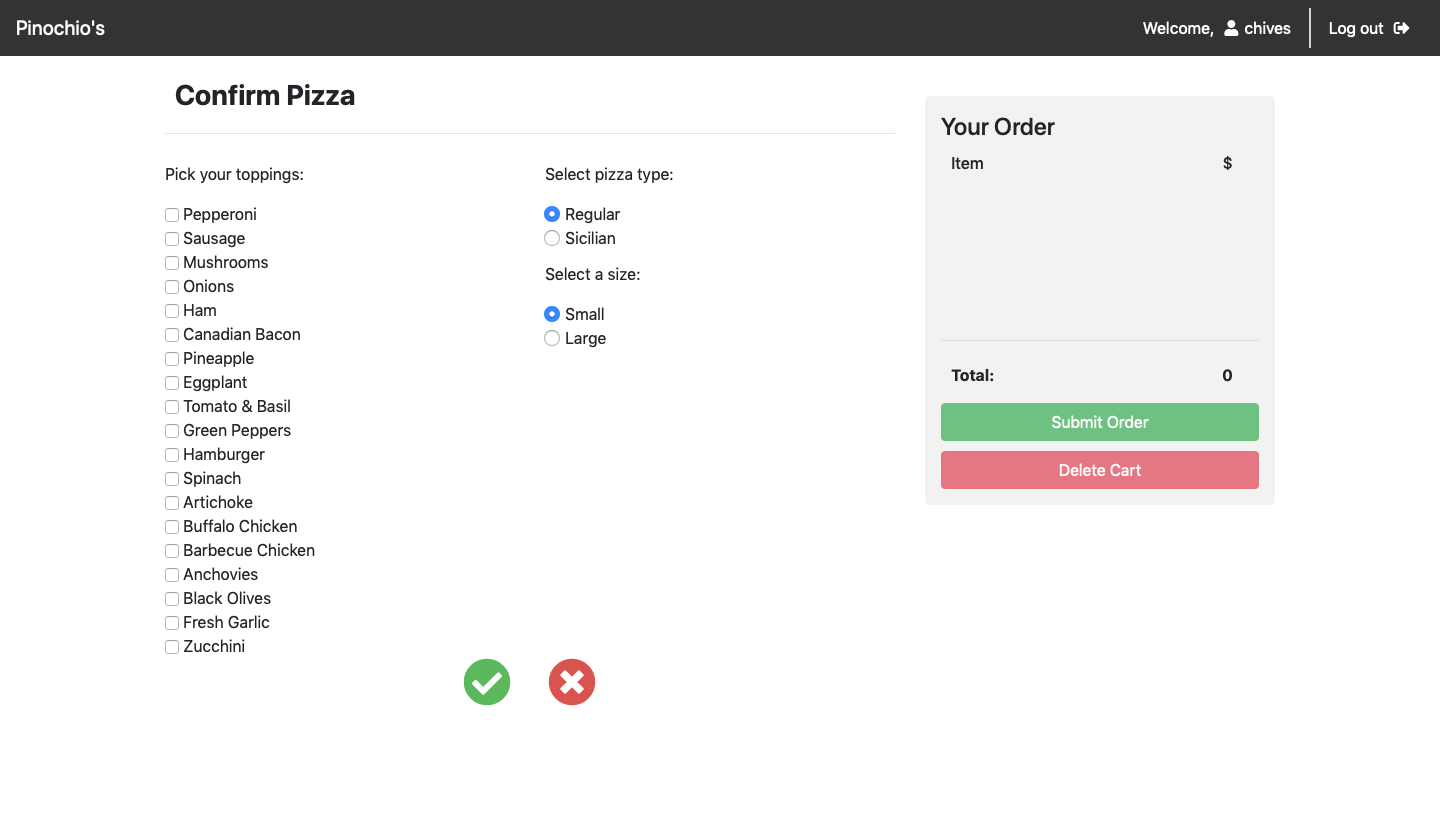 Pinochio's
Welcome, chives
Log out
Confirm Pizza
Pick your toppings:
Pepperoni
Sausage
Mushrooms
Onions
Ham
Canadian Bacon
Pineapple
Eggplant
Tomato & Basil
Green Peppers
Hamburger
Spinach
Artichoke
Buffalo Chicken
Barbecue Chicken
Anchovies
Black Olives
Fresh Garlic
Zucchini
Select pizza type:
Regular
Sicilian
Select a size:
Small
Large
Your Order
Item $
Total: 0
Submit Order
Delete Cart